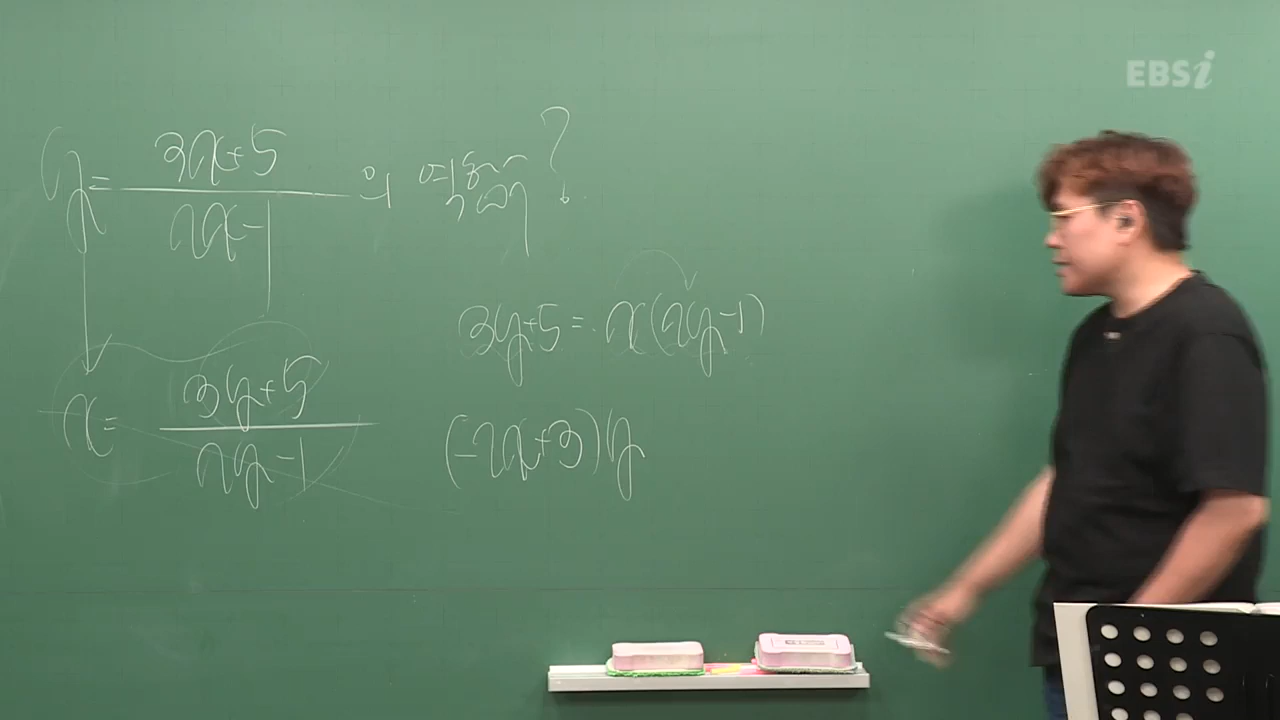 EBSi
y = (3x+5)/(2x-1) 의 역함수?
3y+5 = x(2y-1)
x = (3y+5)/(2y-1)
(-2x+3)y